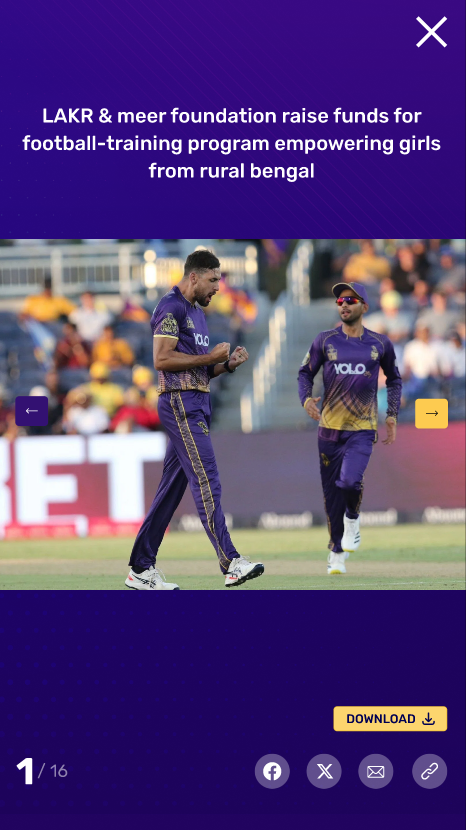 LAKR & meer foundation raise funds for
football-training program empowering girls
from rural bengal
YOLO
YOLO
BET
DOWNLOAD
1 / 16